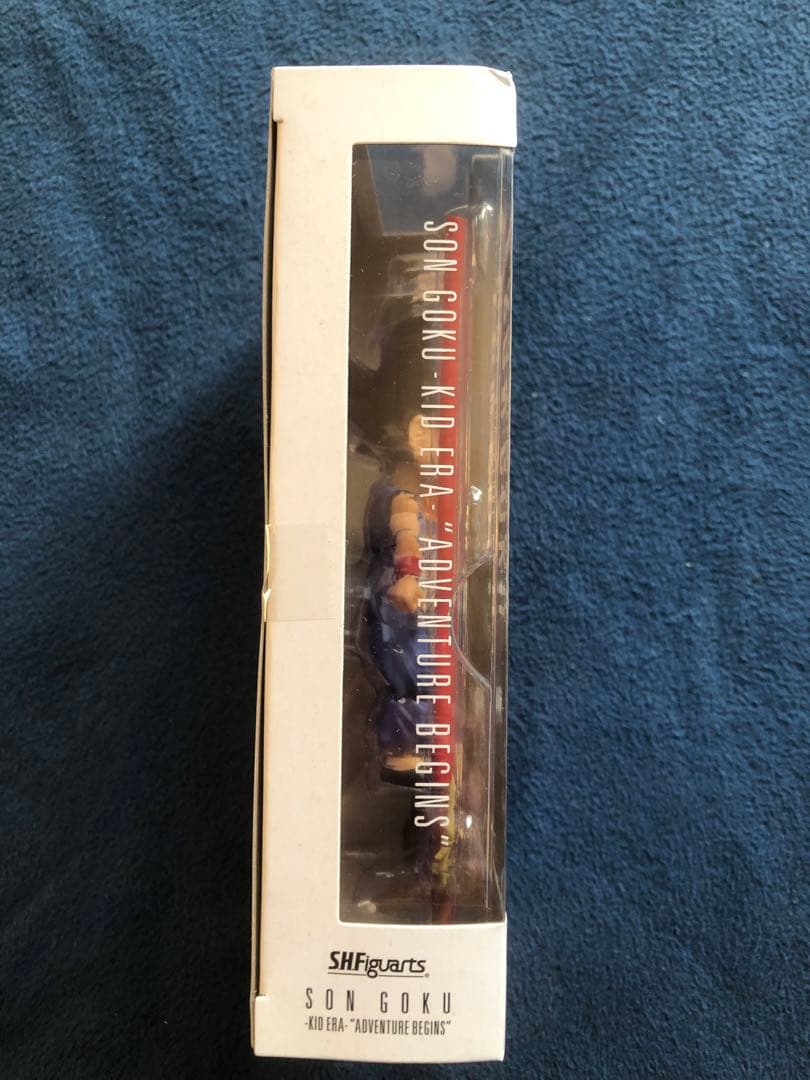 SON GOKU -KID ERA- "ADVENTURE BEGINS"
S.H.Figuarts
SON GOKU
-KID ERA- "ADVENTURE BEGINS"